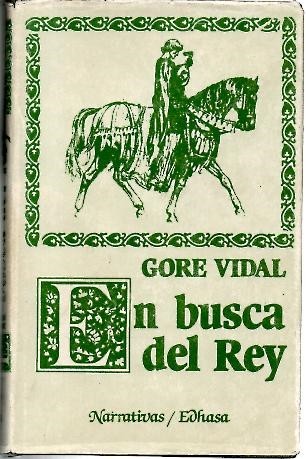 GORE VIDAL
En busca
del Rey
Narrativas / Edhasa